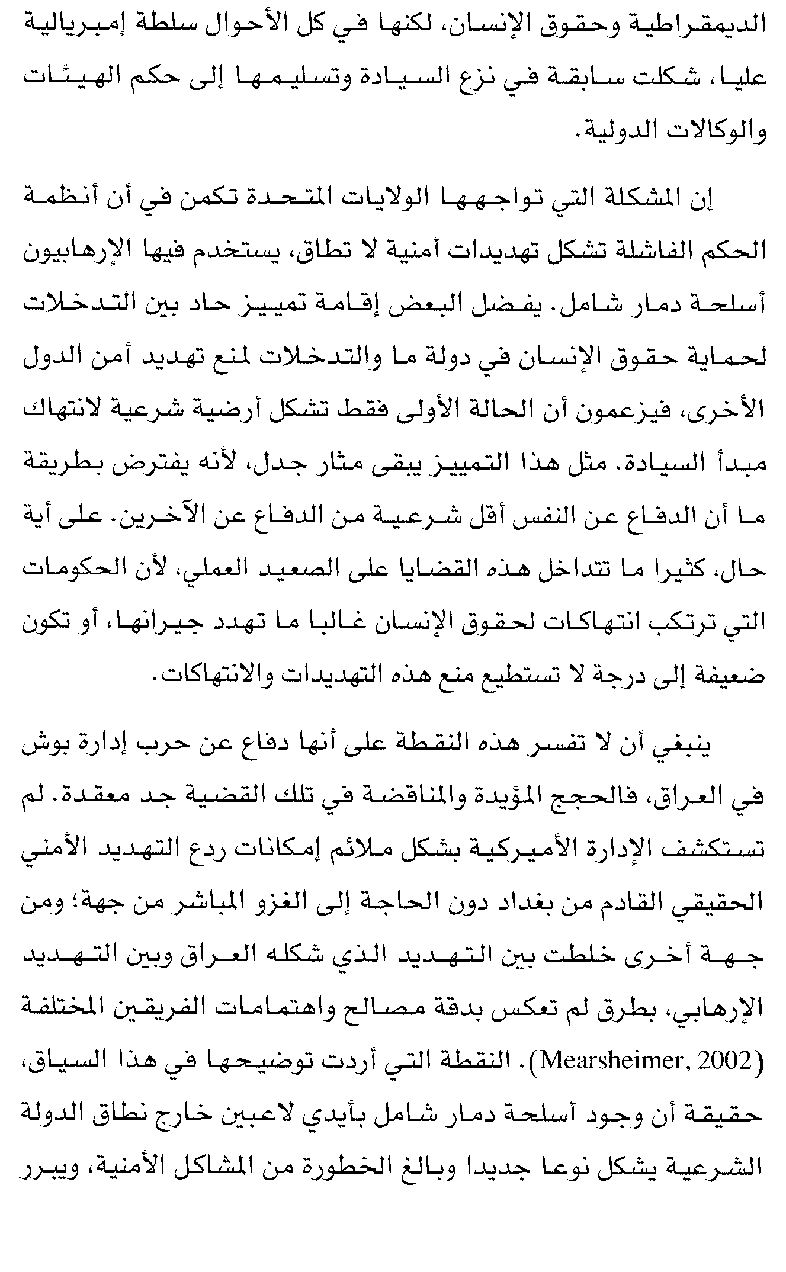 الديمقراطية وحقوق الإنسان، لكنها في كل الأحوال سلطة إمبريالية
عليا، شكلت سابقة في نزع السيادة وتسليمها إلى حكم الهيئات
والوكالات الدولية.
إن المشكلة التي تواجهها الولايات المتحدة تكمن في أن أنظمة
الحكم الفاشلة تشكل تهديدات أمنية لا تطاق، يستخدم فيها الإرهابيون
أسلحة دمار شامل. يفضل البعض إقامة تمييز حاد بين التدخلات
لحماية حقوق الإنسان في دولة ما والتدخلات لمنع تهديد أمن الدول
الأخرى، فيزعمون أن الحالة الأولى فقط تشكل أرضية شرعية لانتهاك
مبدأ السيادة. مثل هذا التمييز يبقى مثار جدل، لأنه يفترض بطريقة
ما أن الدفاع عن النفس أقل شرعية من الدفاع عن الآخرين. على أية
حال، كثيرا ما تتداخل هذه القضايا على الصعيد العملي، لأن الحكومات
التي ترتكب انتهاكات لحقوق الإنسان غالبا ما تهدد جيرانها، أو تكون
ضعيفة إلى درجة لا تستطيع منع هذه التهديدات والانتهاكات.
ينبغي أن لا تفسر هذه النقطة على أنها دفاع عن حرب إدارة بوش
في العراق، فالحجج المؤيدة والمناقضة في تلك القضية جد معقدة. لم
تستكشف الإدارة الأميركية بشكل ملائم إمكانات ردع التهديد الأمني
الحقيقي القادم من بغداد دون الحاجة إلى الغزو المباشر من جهة؛ ومن
جهة أخرى خلطت بين التهديد الذي شكله العراق وبين التهديد
الإرهابي، بطرق لم تعكس بدقة مصالح واهتمامات الفريقين المختلفة
(Mearsheimer, 2002). النقطة التي أردت توضيحها في هذا السياق،
حقيقة أن وجود أسلحة دمار شامل بأيدي لاعبين خارج نطاق الدولة
الشرعية يشكل نوعا جديدا وبالغ الخطورة من المشاكل الأمنية، ويبرر